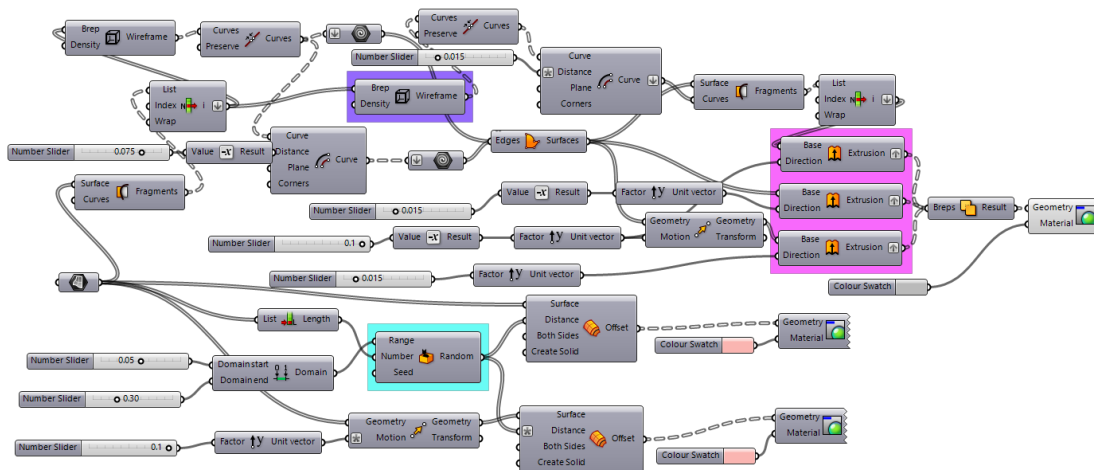 Brep
Density
Wireframe
Curves
Preserve
Curves
Curves
Preserve
Curves
Number Slider
0.015
Curve
Distance
Plane
Corners
Curve
List
Index
Wrap
i
Brep
Density
Wireframe
Surface
Curves
Fragments
List
Index
Wrap
i
Number Slider
0.075
Value
-x
Result
Curve
Distance
Plane
Corners
Curve
Edges
Surfaces
Base
Direction
Extrusion
Surface
Curves
Fragments
Number Slider
0.015
Value
-x
Result
Factor
y
Unit vector
Base
Direction
Extrusion
Breps
Result
Geometry
Material
Number Slider
0.1
Value
-x
Result
Factor
y
Unit vector
Geometry
Motion
Geometry
Transform
Base
Direction
Extrusion
Number Slider
0.015
Factor
y
Unit vector
Colour Swatch
List
Length
Surface
Distance
Both Sides
Create Solid
Offset
Geometry
Material
Colour Swatch
Range
Number
Seed
Random
Number Slider
0.05
Domain start
Domain end
Domain
Number Slider
0.30
Geometry
Motion
Geometry
Transform
Surface
Distance
Both Sides
Create Solid
Offset
Geometry
Material
Colour Swatch
Number Slider
0.1
Factor
y
Unit vector